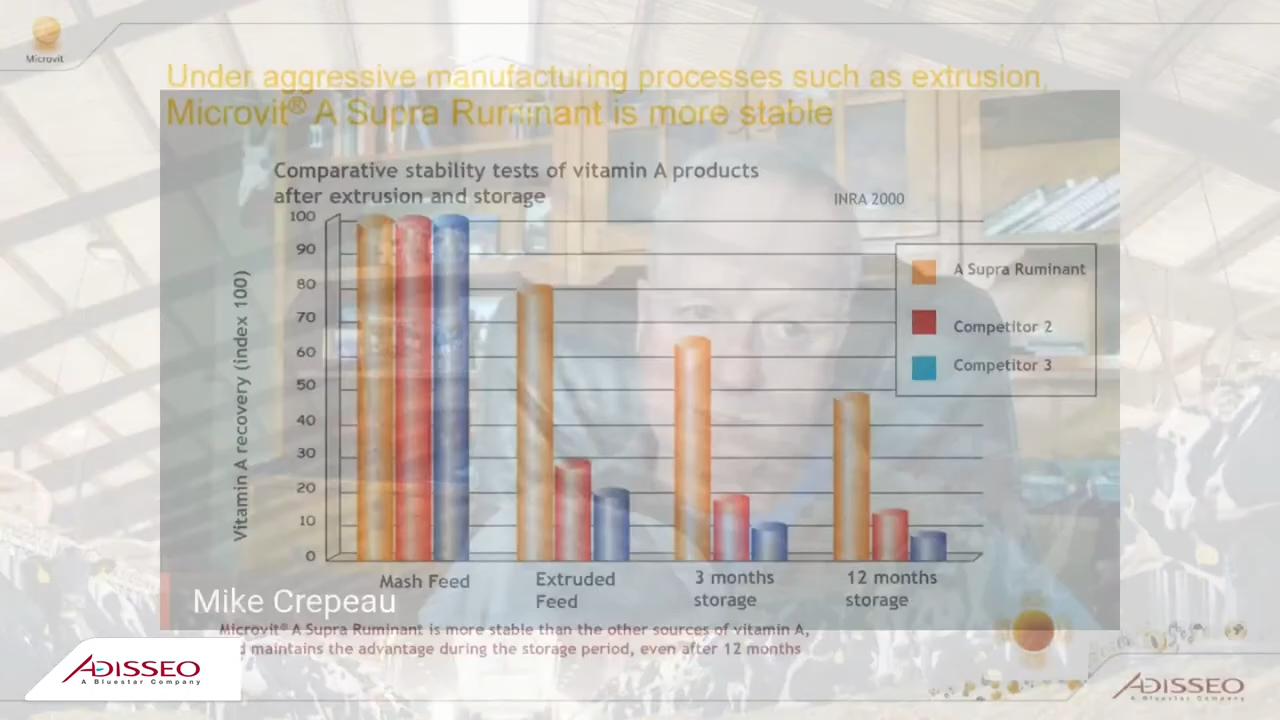 Microvit
Under aggressive manufacturing processes such as extrusion,
Microvit® A Supra Ruminant is more stable
Comparative stability tests of vitamin A products
after extrusion and storage
INRA 2000
Vitamin A recovery (index 100)
100
90
80
70
60
50
40
30
20
10
0
A Supra Ruminant
Competitor 2
Competitor 3
Mash Feed
Extruded
Feed
3 months
storage
12 months
storage
Mike Crepeau
Microvit® A Supra Ruminant is more stable than the other sources of vitamin A,
maintains the advantage during the storage period, even after 12 months
ADISSEO
A Bluestar Company
ADISSEO
A Bluestar Company